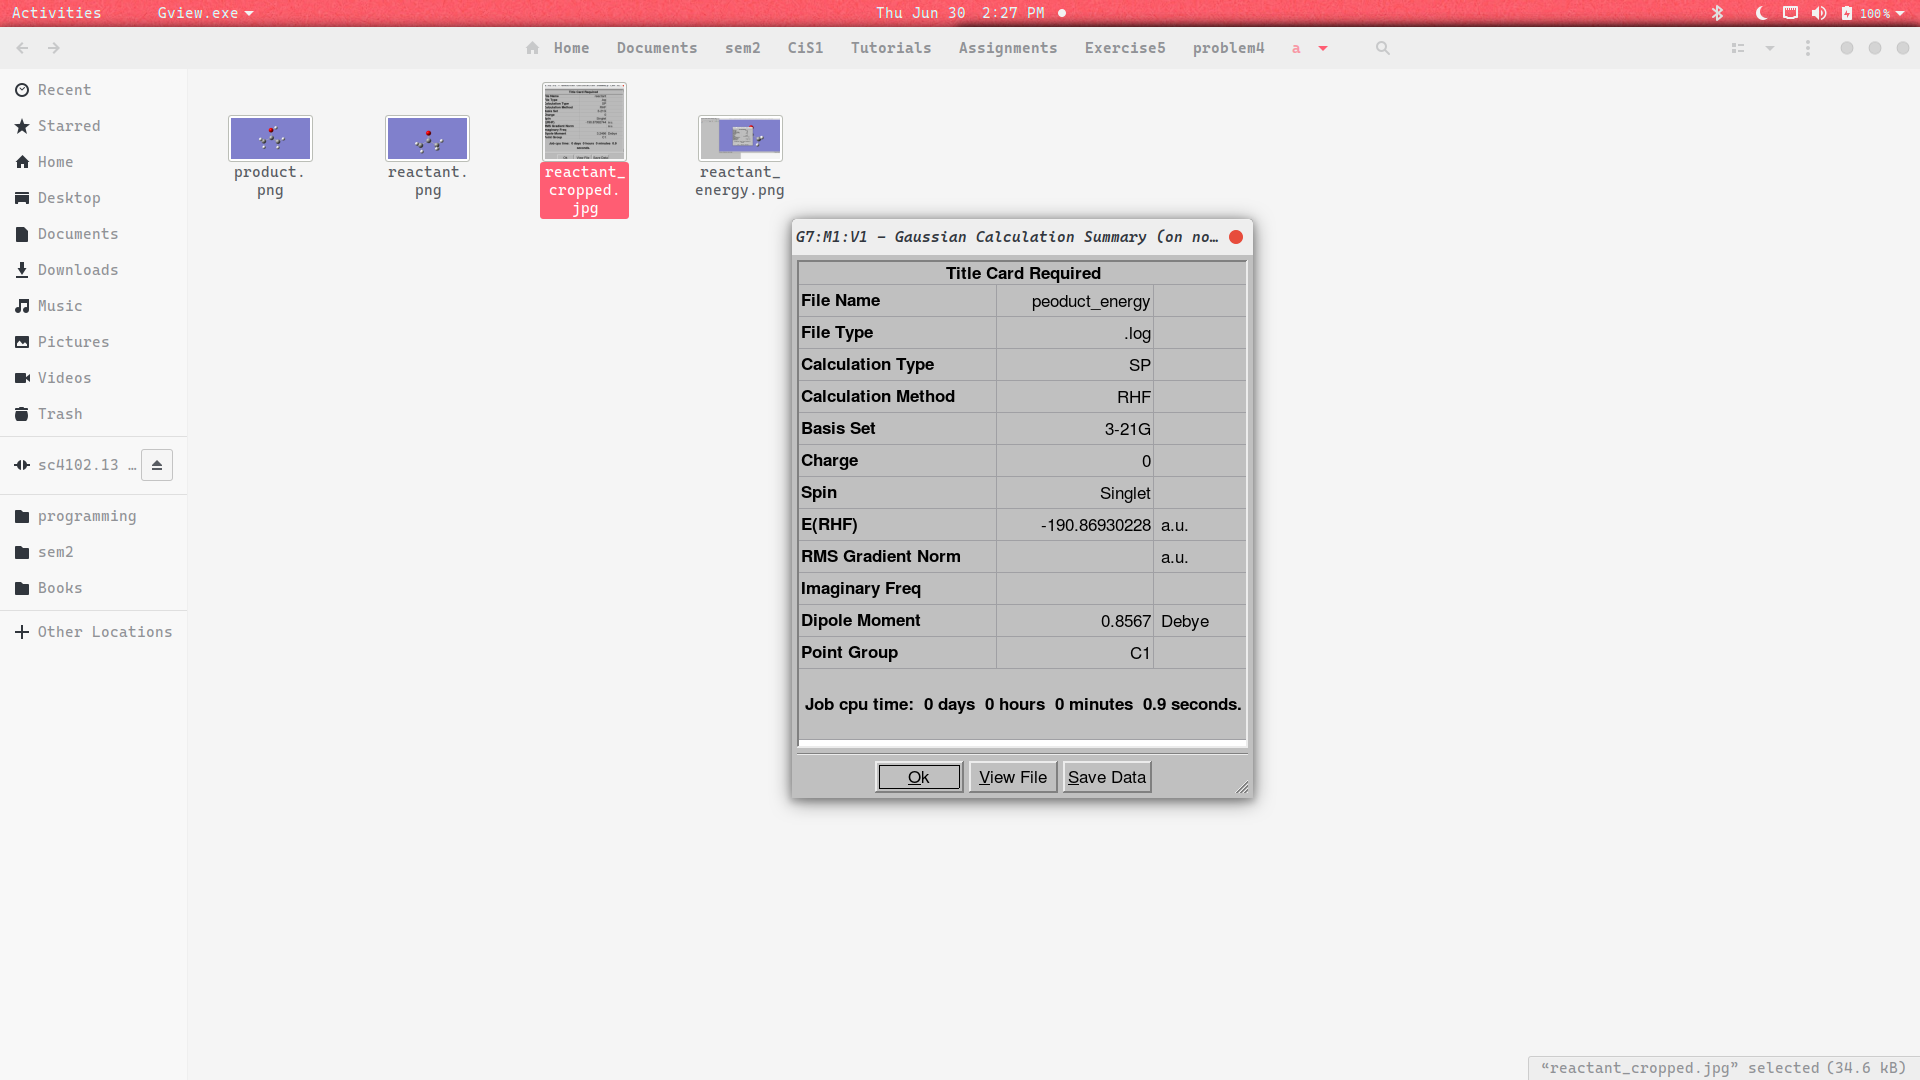 Activities
Gview.exe
Thu Jun 30 2:27 PM
100%
Home Documents sem2 CiS1 Tutorials Assignments Exercise5 problem4 a
Recent
Starred
Home
Desktop
Documents
Downloads
Music
Pictures
Videos
Trash
sc4102.13 …
programming
sem2
Books
Other Locations
product.
png
reactant.
png
reactant_
cropped.
jpg
reactant_
energy.png
G7:M1:V1 - Gaussian Calculation Summary (on no…
Title Card Required
File Name peoduct_energy
File Type .log
Calculation Type SP
Calculation Method RHF
Basis Set 3-21G
Charge 0
Spin Singlet
E(RHF) -190.86930228 a.u.
RMS Gradient Norm a.u.
Imaginary Freq
Dipole Moment 0.8567 Debye
Point Group C1
Job cpu time: 0 days 0 hours 0 minutes 0.9 seconds.
Ok View File Save Data
“reactant_cropped.jpg” selected (34.6 kB)